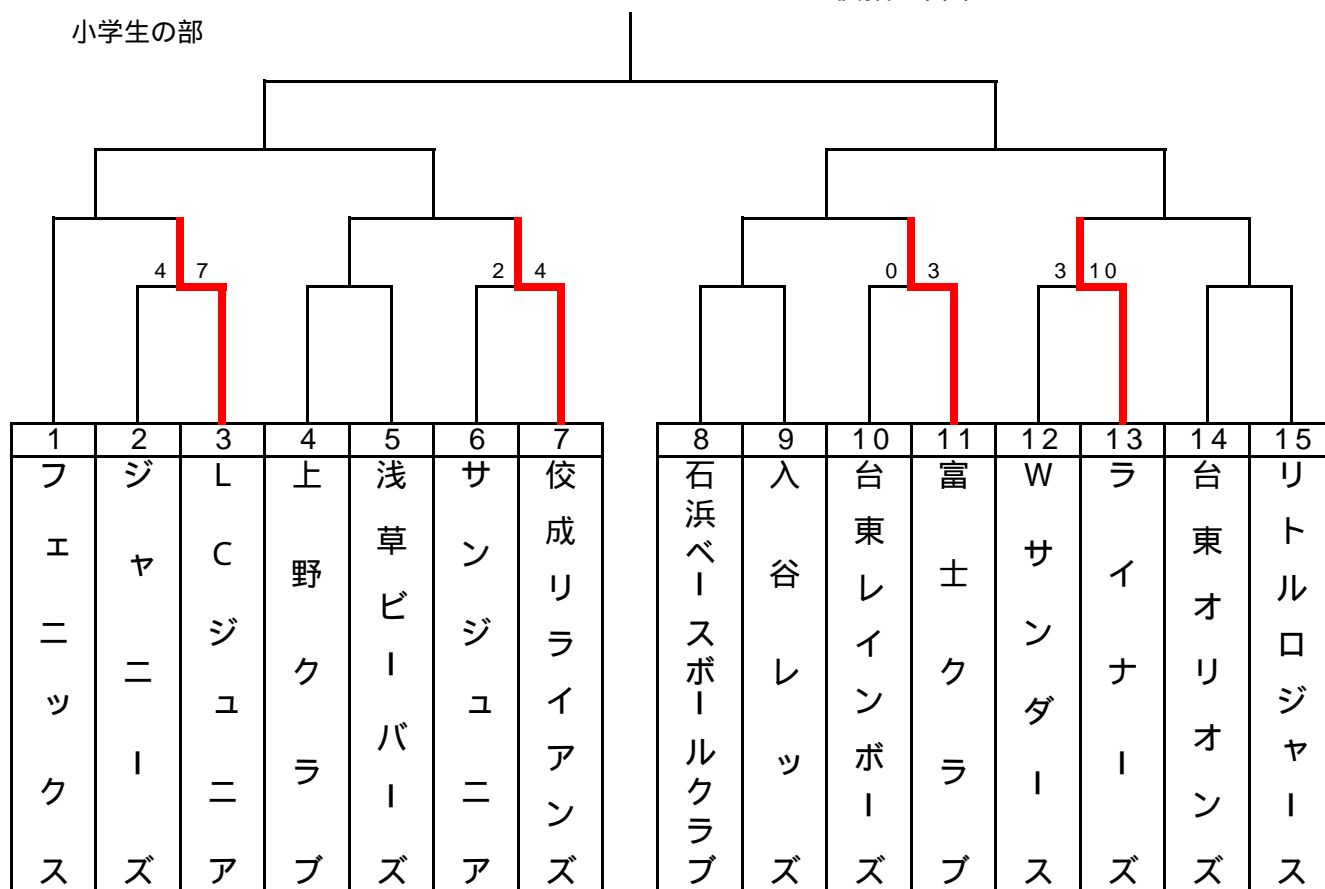 小学生の部
4 7
2 4
0 3
3 10
1 2 3 4 5 6 7 8 9 10 11 12 13 14 15
フェニックス
ジャニーズ
LCジュニア
上野クラブ
浅草ビーバーズ
サンジュニア
佼成リライアンズ
石浜ベースボールクラブ
入谷レッズ
台東レインボーズ
富士クラブ
Wサンダース
ライナーズ
台東オリオンズ
リトルロジャース